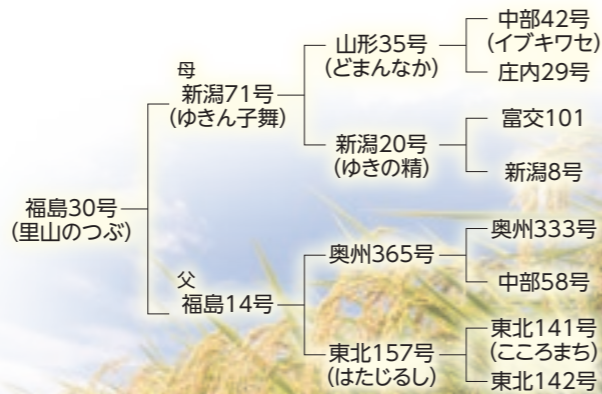 福島30号
(里山のつぶ)
母
新潟71号
(ゆきん子舞)
山形35号
(どまんなか)
中部42号
(イブキワセ)
庄内29号
新潟20号
(ゆきの精)
富交101
新潟8号
父
福島14号
奥州365号
奥州333号
中部58号
東北157号
(はたじるし)
東北141号
(こころまち)
東北142号